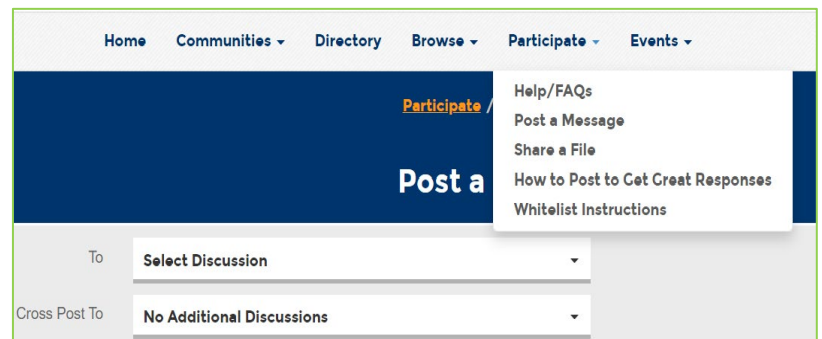 Home Communities Directory Browse Participate Events
Participate /
Help/FAQs
Post a Message
Share a File
How to Post to Get Great Responses
Whitelist Instructions
Post a
To Select Discussion
Cross Post To No Additional Discussions